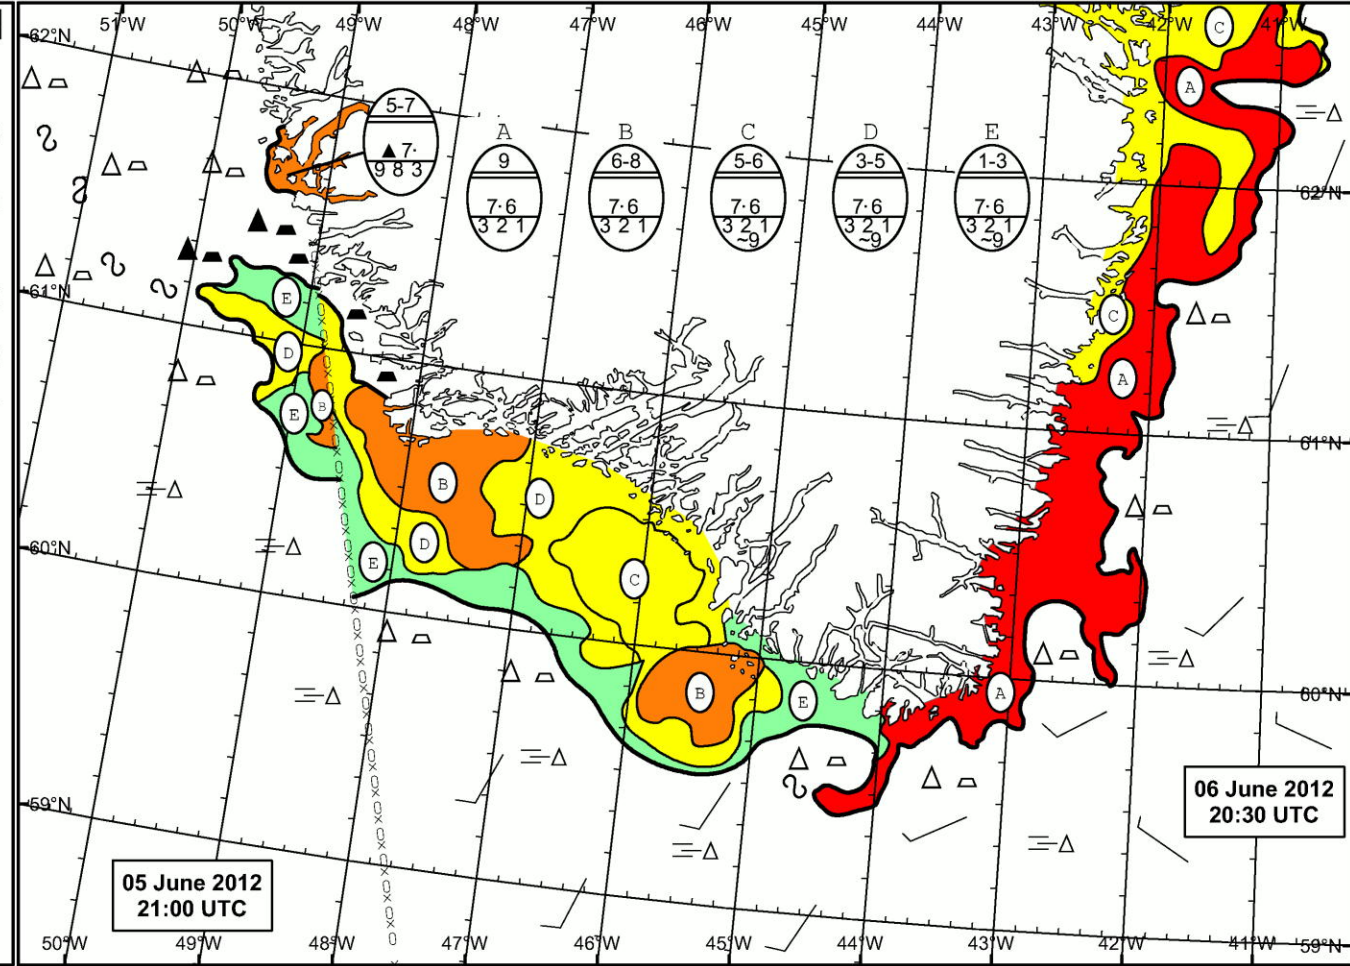 51°W 50°W 49°W 48°W 47°W 46°W 45°W 44°W 43°W 42°W 41°W
62°N
5-7
▲ 7·
9 8 3
A B C D E
9 6-8 5-6 3-5 1-3
7·6 7·6 7·6 7·6 7·6
3 2 1 3 2 1 3 2 1 3 2 1 3 2 1
~9 ~9 ~9
C
A
62°N
61°N
E
C
D
A
B
E
61°N
B
D
D
60°N
E
C
B
E
A
60°N
59°N
06 June 2012
20:30 UTC
05 June 2012
21:00 UTC
50°W 49°W 48°W 47°W 46°W 45°W 44°W 43°W 42°W 41°W 59°N